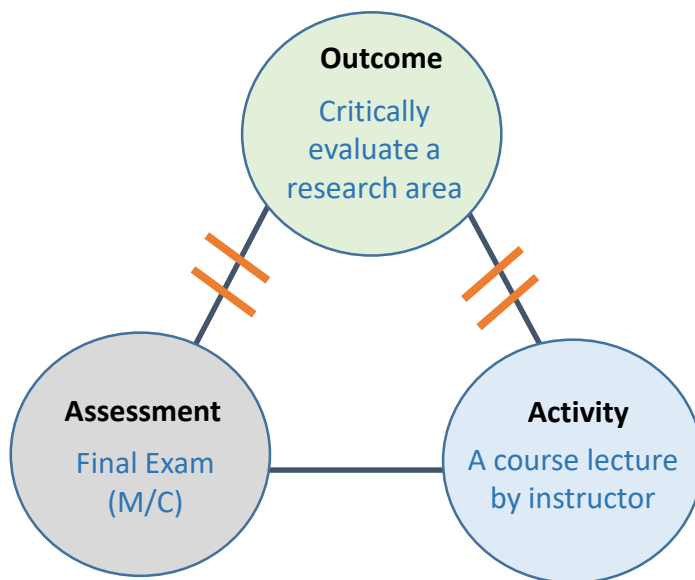 Outcome
Critically
evaluate a
research area
Assessment
Final Exam
(M/C)
Activity
A course lecture
by instructor